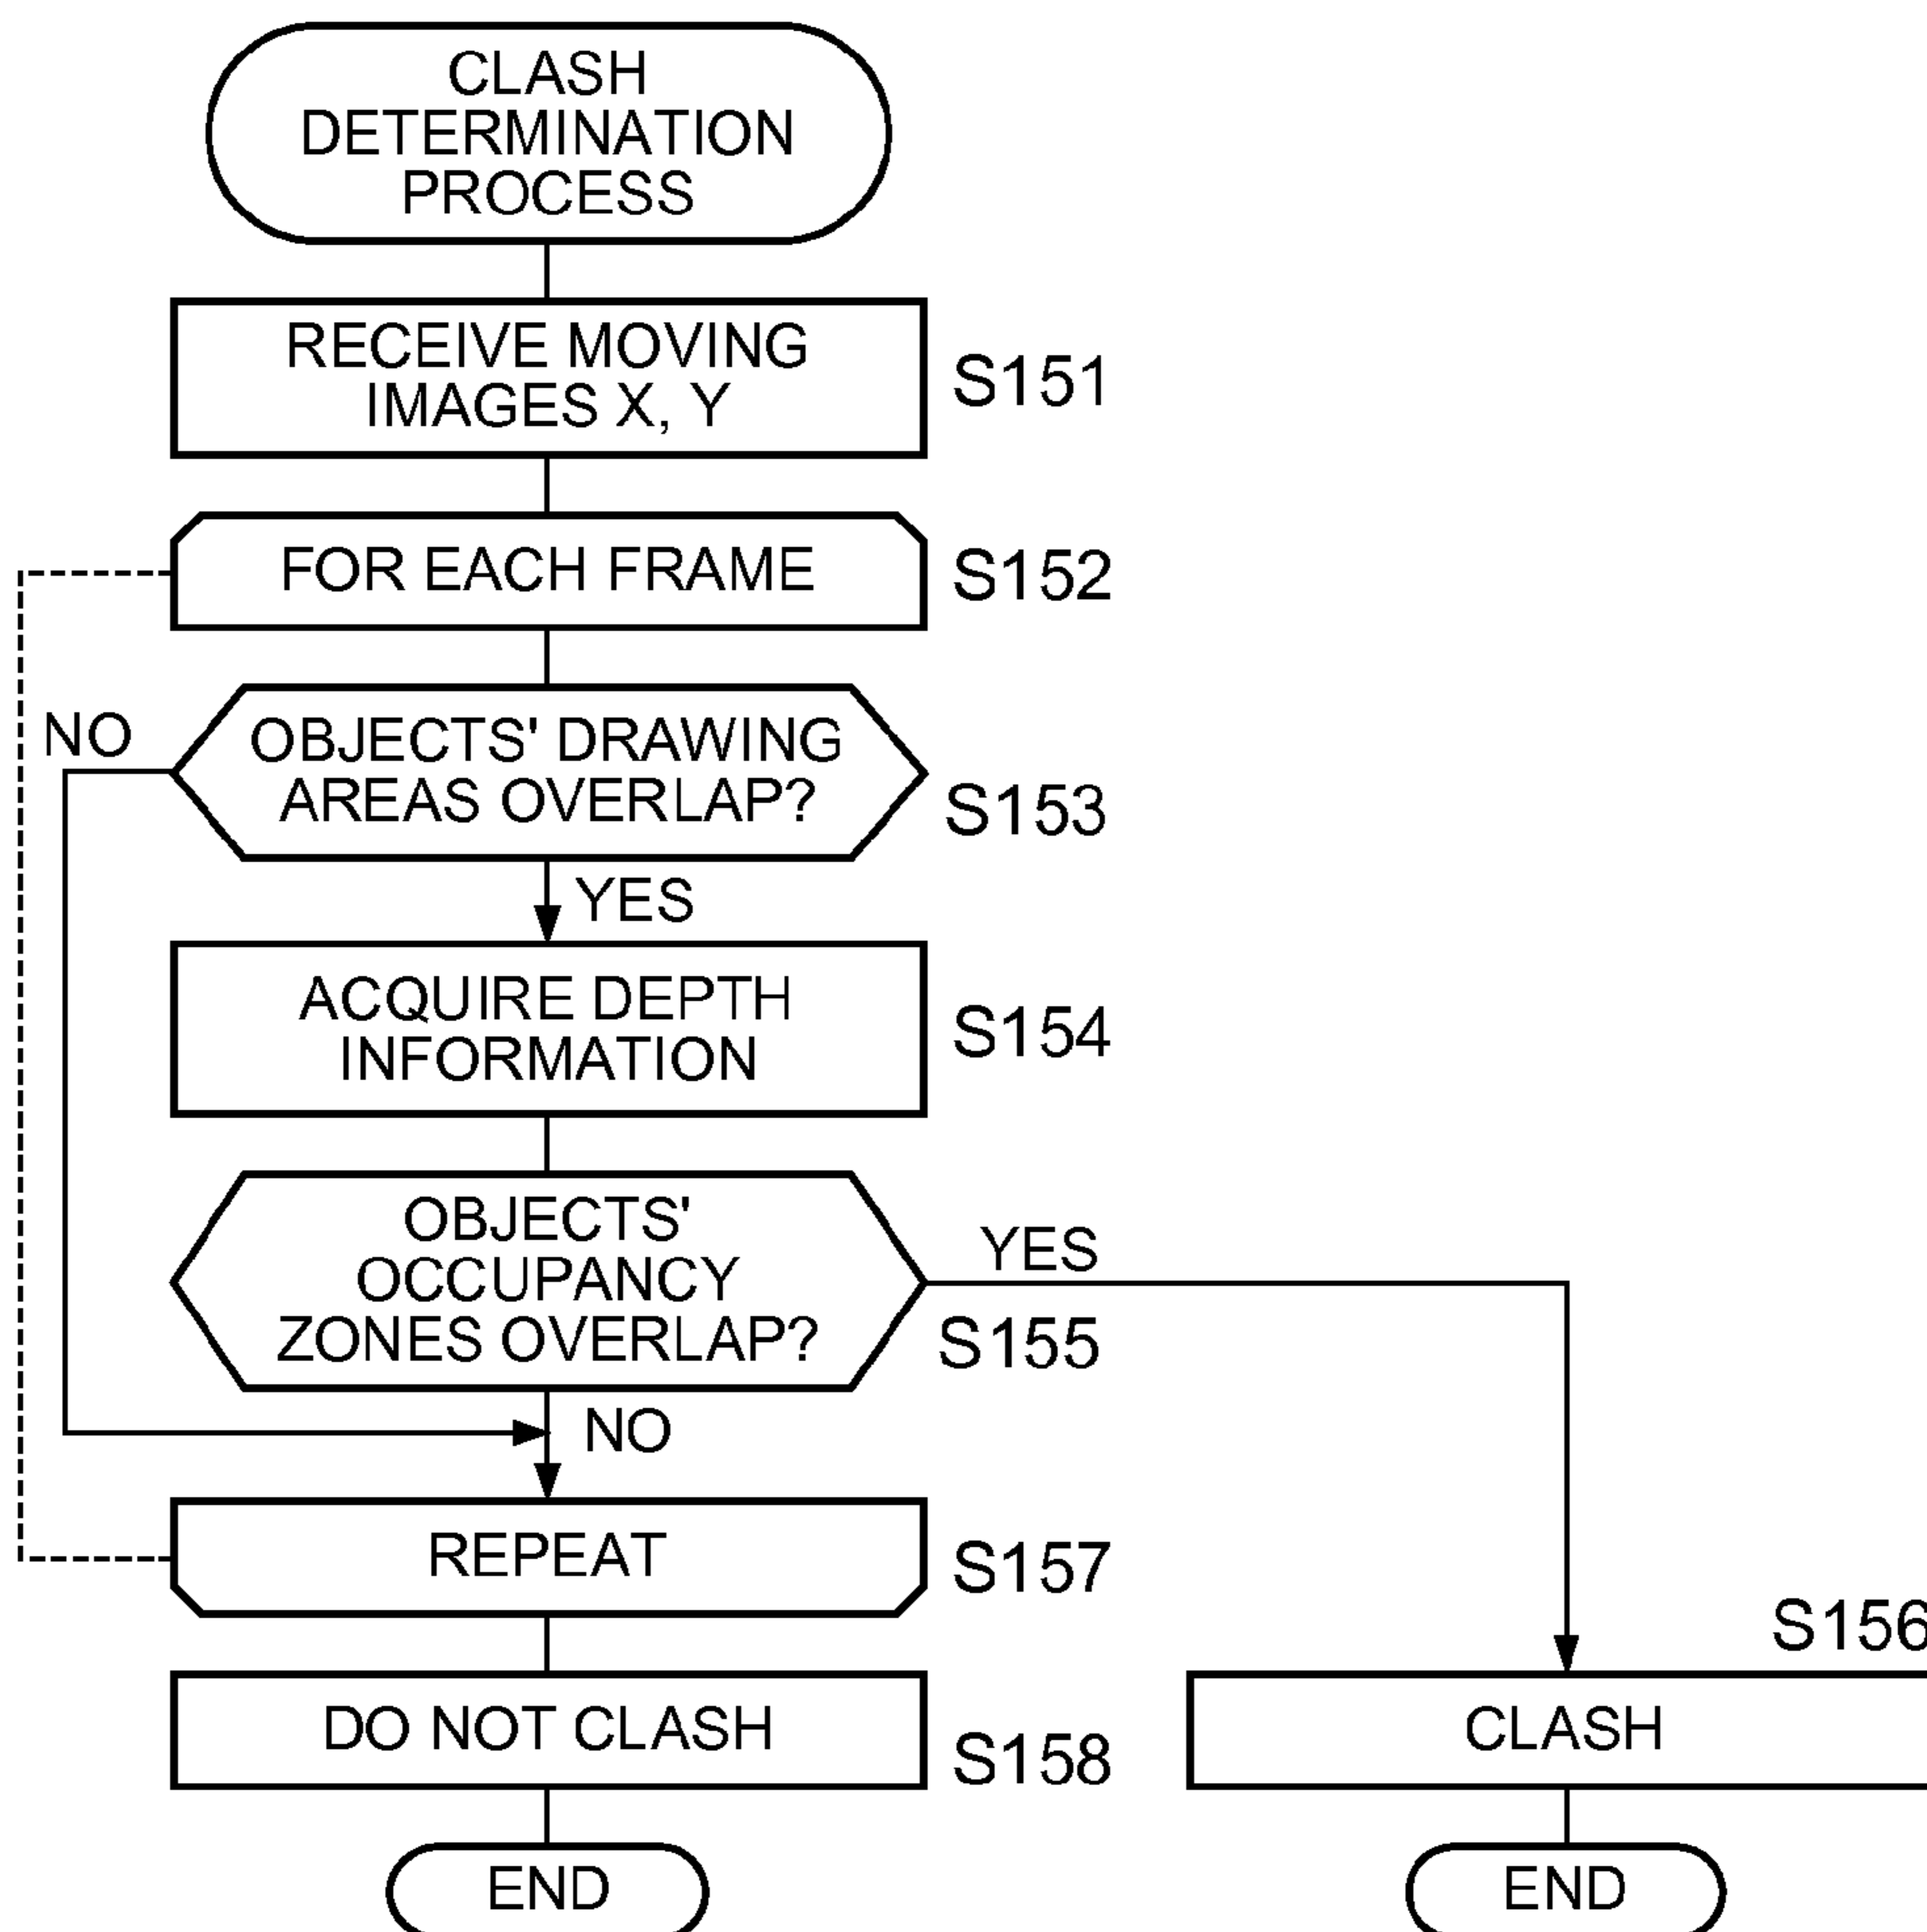 CLASH
DETERMINATION
PROCESS
RECEIVE MOVING
IMAGES X, Y
S151
FOR EACH FRAME
S152
NO
OBJECTS' DRAWING
AREAS OVERLAP?
S153
YES
ACQUIRE DEPTH
INFORMATION
S154
OBJECTS'
OCCUPANCY
ZONES OVERLAP?
YES
S155
NO
REPEAT
S157
S156
DO NOT CLASH
S158
CLASH
END
END